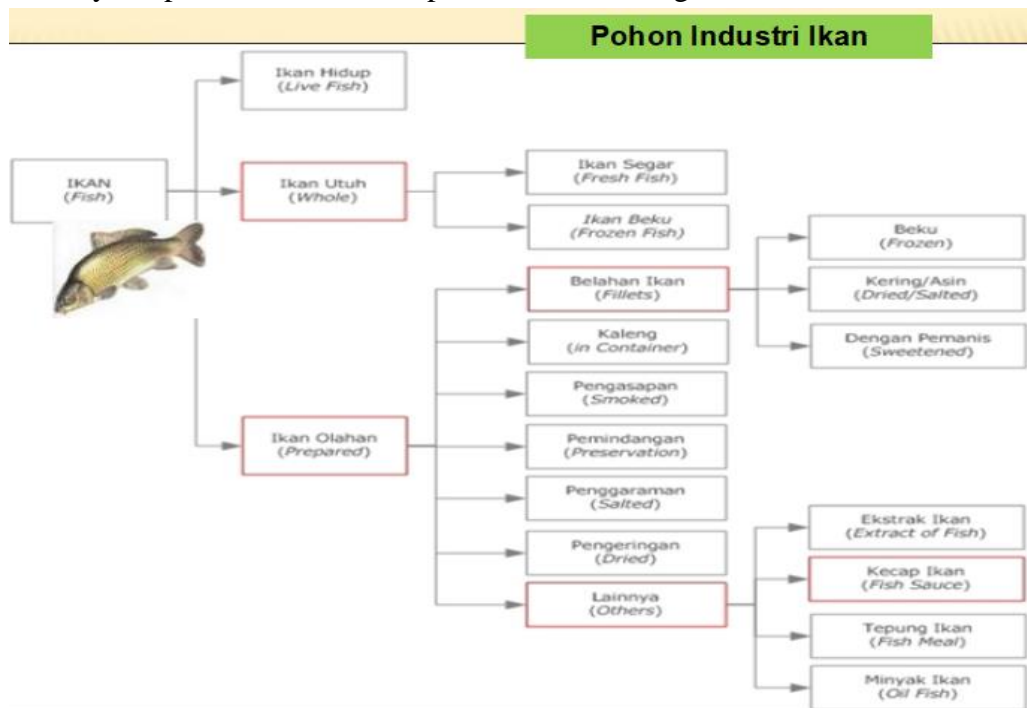 Pohon Industri Ikan
Ikan Hidup
(Live Fish)
IKAN
(Fish)
Ikan Utuh
(Whole)
Ikan Segar
(Fresh Fish)
Ikan Beku
(Frozen Fish)
Belahan Ikan
(Fillets)
Beku
(Frozen)
Kering/Asin
(Dried/Salted)
Dengan Pemanis
(Sweetened)
Kaleng
(in Container)
Pengasapan
(Smoked)
Ikan Olahan
(Prepared)
Pemindangan
(Preservation)
Penggaraman
(Salted)
Pengeringan
(Dried)
Lainnya
(Others)
Ekstrak Ikan
(Extract of Fish)
Kecap Ikan
(Fish Sauce)
Tepung Ikan
(Fish Meal)
Minyak Ikan
(Oil Fish)